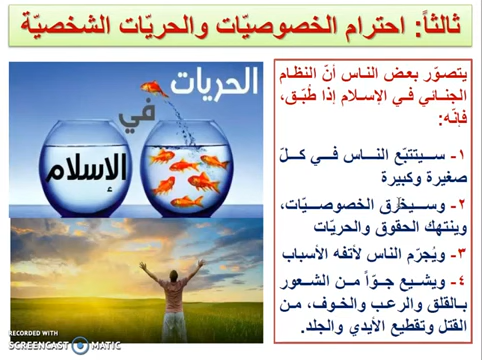 ثالثاً: احترام الخصوصيّات والحريّات الشخصيّة
الحريات
في
الإسلام
يتصوّر بعض الناس أنّ النظام
الجنائي في الإسلام إذا طُبّق،
فإنّه:
١- سيتتبّع الناس في كلّ
صغيرة وكبيرة
٢- وسيخرق الخصوصيّات،
وينتهك الحقوق والحريّات
٣- ويُجرّم الناس لأتفه الأسباب
٤- ويشيع جوّاً من الشعور
بالقلق والرعب والخوف، من
القتل وتقطيع الأيدي والجلد.
RECORDED WITH
SCREENCAST MATIC